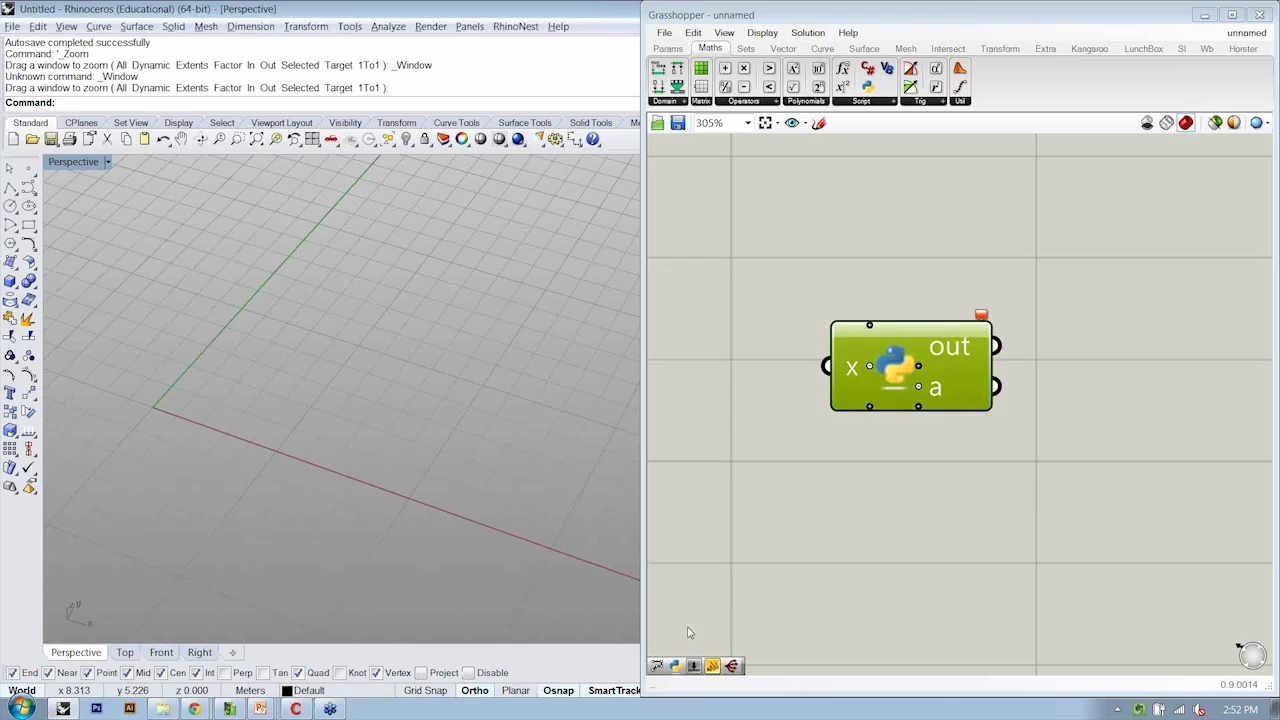 Untitled - Rhinoceros (Educational) (64-bit) - [Perspective]
File Edit View Curve Surface Solid Mesh Dimension Transform Tools Analyze Render Panels RhinoNest Help
Autosave completed successfully
Command: '_Zoom
Drag a window to zoom ( All Dynamic Extents Factor In Out Selected Target 1To1 ): _Window
Unknown command: _Window
Drag a window to zoom ( All Dynamic Extents Factor In Out Selected Target 1To1 ):
Command:
Standard CPlanes Set View Display Select Viewport Layout Visibility Transform Curve Tools Surface Tools Solid Tools Me
Perspective
y
x
Perspective Top Front Right
End Near Point Mid Cen Int Perp Tan Quad Knot Vertex Project Disable
World x 8.313 y 5.226 z 0.000 Meters Default Grid Snap Ortho Planar Osnap SmartTrack
Grasshopper - unnamed
File Edit View Display Solution Help unnamed
Params Maths Sets Vector Curve Surface Mesh Intersect Transform Extra Kangaroo LunchBox SI Wb Horster
Domain Matrix Operators Polynomials Script Trig Util
305%
out
x
a
0.9.0014
2:52 PM